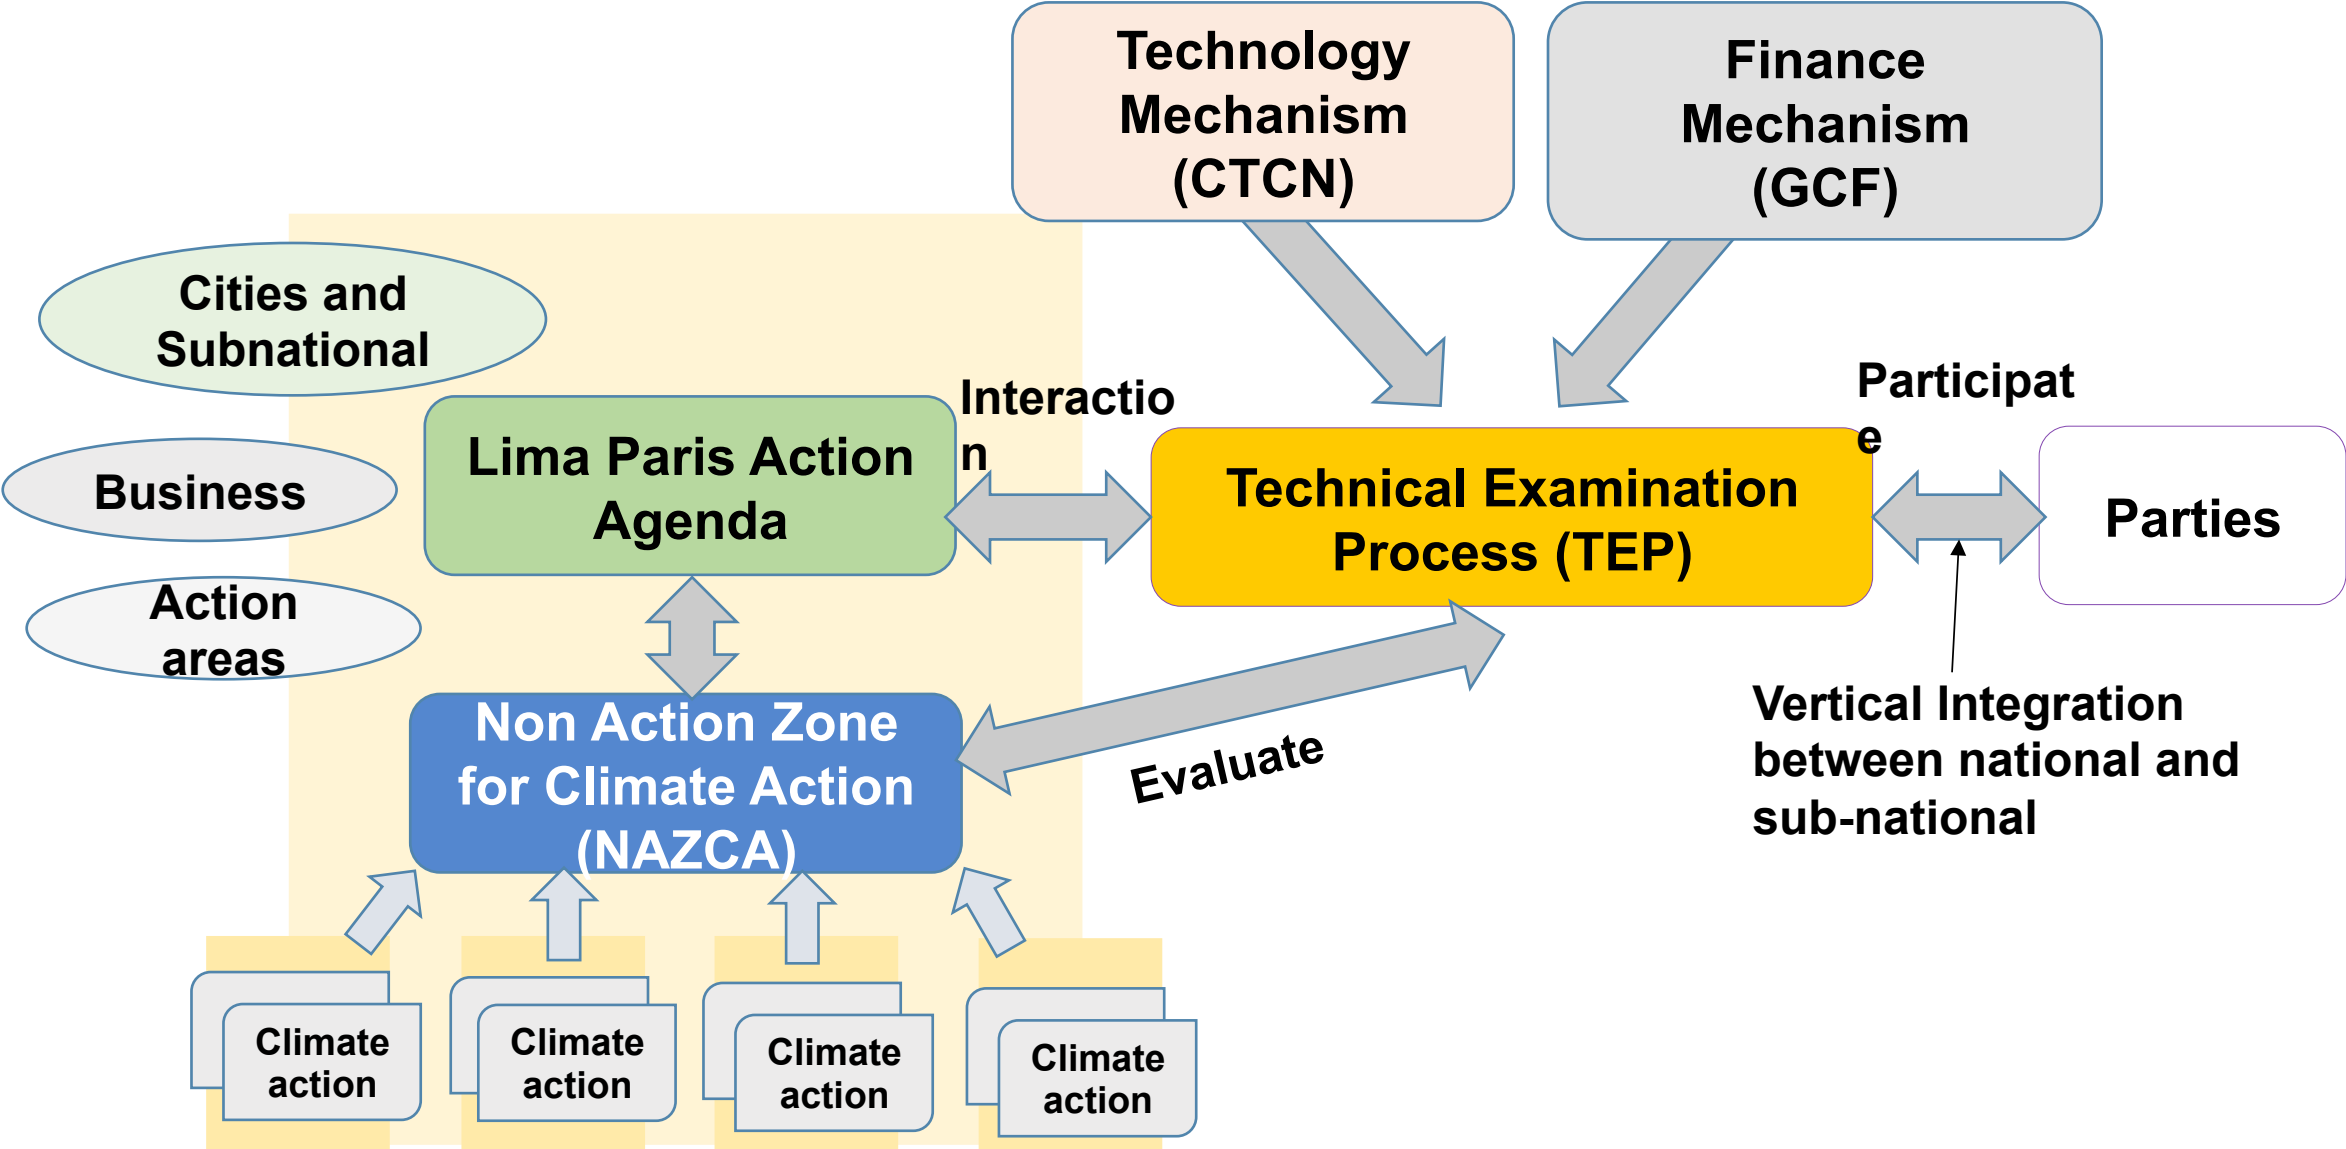 Technology
Mechanism
(CTCN)
Finance
Mechanism
(GCF)
Cities and
Subnational
Business
Action
areas
Lima Paris Action
Agenda
Interactio
n
Technical Examination
Process (TEP)
Participat
e
Parties
Non Action Zone
for Climate Action
(NAZCA)
Evaluate
Vertical Integration
between national and
sub-national
Climate
action
Climate
action
Climate
action
Climate
action